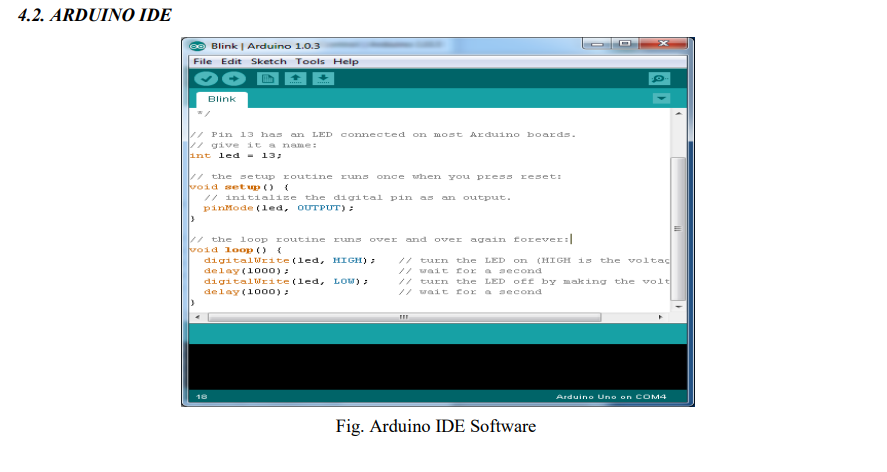 4.2. ARDUINO IDE
Blink | Arduino 1.0.3
File Edit Sketch Tools Help
Blink
*/
// Pin 13 has an LED connected on most Arduino boards.
// give it a name:
int led = 13;
// the setup routine runs once when you press reset:
void setup() {
// initialize the digital pin as an output.
pinMode(led, OUTPUT);
}
// the loop routine runs over and over again forever:
void loop() {
digitalWrite(led, HIGH); // turn the LED on (HIGH is the voltag
delay(1000); // wait for a second
digitalWrite(led, LOW); // turn the LED off by making the volt
delay(1000); // wait for a second
}
18
Arduino Uno on COM4
Fig. Arduino IDE Software